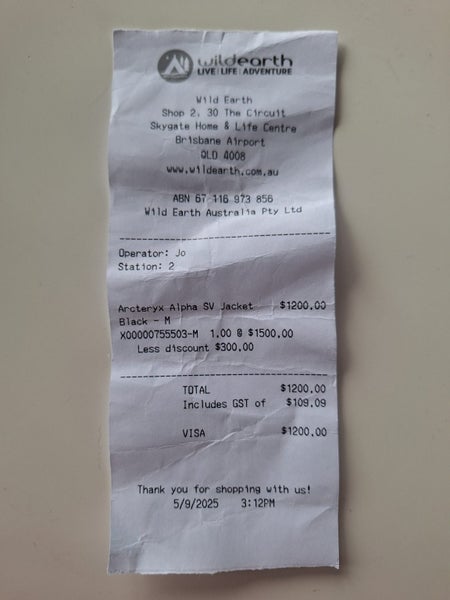 wildearth
LIVE | LIFE | ADVENTURE
Wild Earth
Shop 2, 30 The Circuit
Skygate Home & Life Centre
Brisbane Airport
QLD 4008
www.wildearth.com.au
ABN 67 116 973 856
Wild Earth Australia Pty Ltd
Operator: Jo
Station: 2
Arcteryx Alpha SV Jacket $1200.00
Black - M
X00000755503-M 1.00 @ $1500.00
Less discount $300.00
TOTAL $1200.00
Includes GST of $109.09
VISA $1200.00
Thank you for shopping with us!
5/9/2025 3:12PM